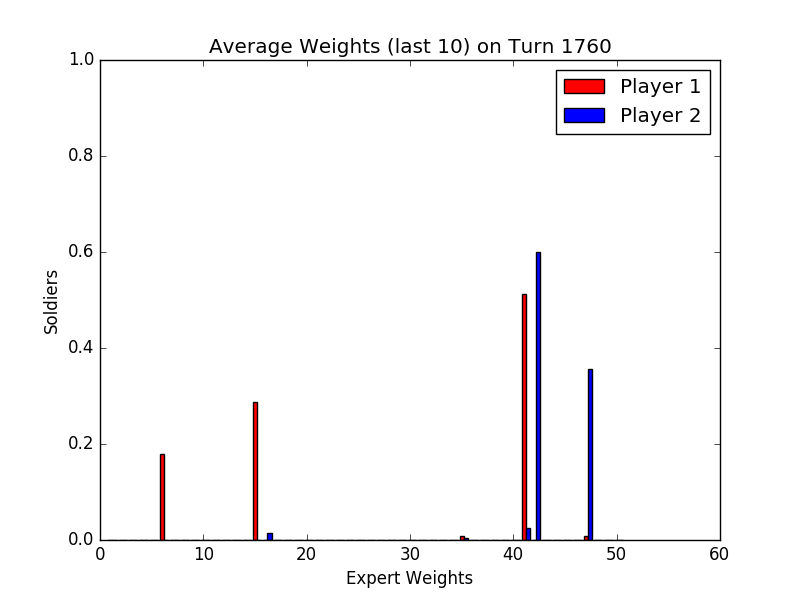 Average Weights (last 10) on Turn 1760
1.0
0.8
0.6
0.4
0.2
0.0
Soldiers
Player 1
Player 2
0 10 20 30 40 50 60
Expert Weights